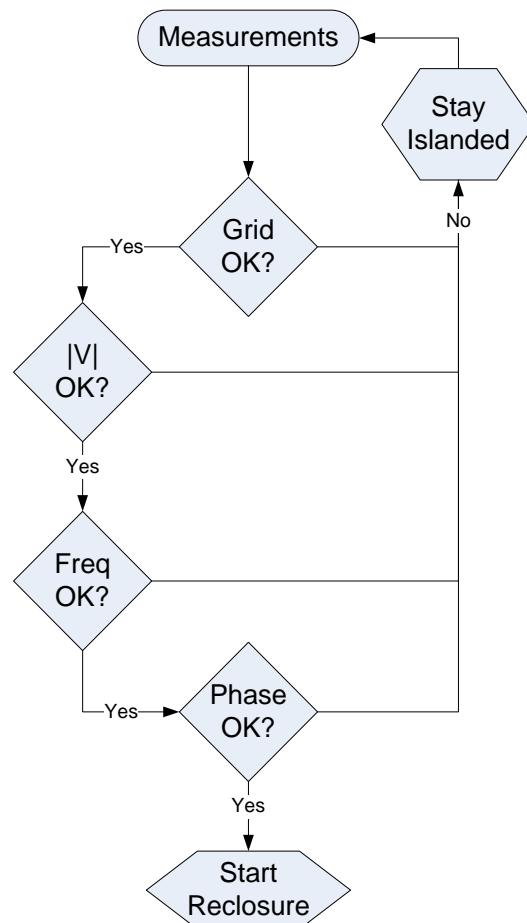 Measurements
Stay
Islanded
No
Grid
OK?
Yes
|V|
OK?
Yes
Freq
OK?
Yes
Phase
OK?
Yes
Start
Reclosure